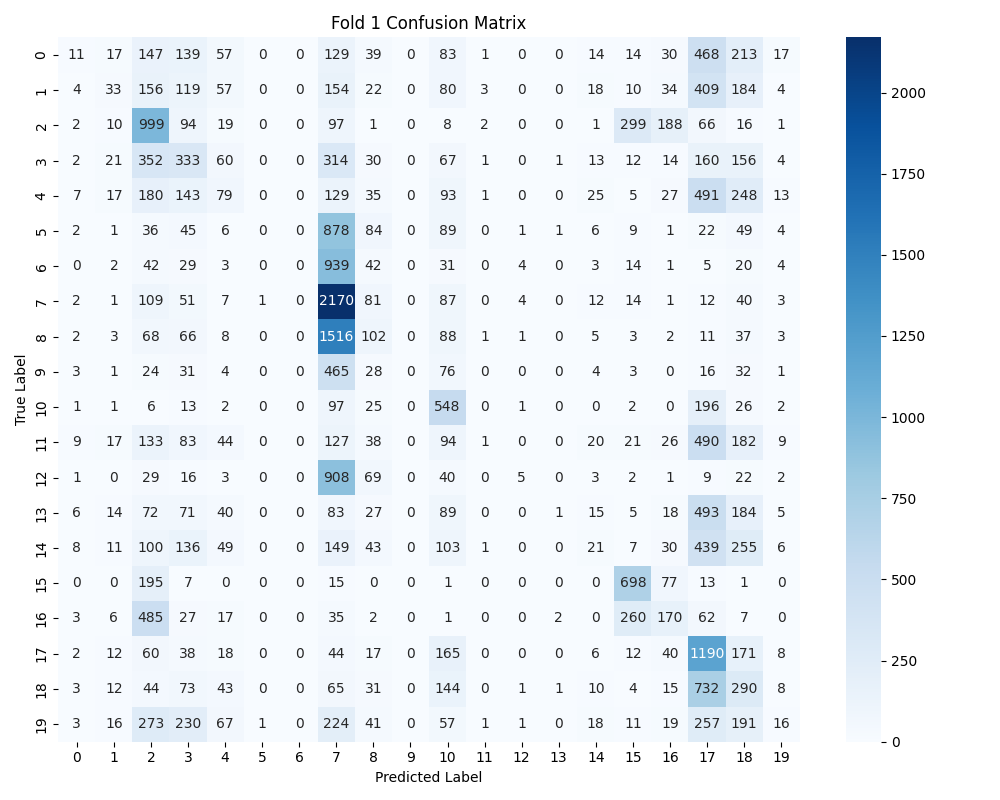 Fold 1 Confusion Matrix
True Label
0 11 17 147 139 57 0 0 129 39 0 83 1 0 0 14 14 30 468 213 17
1 4 33 156 119 57 0 0 154 22 0 80 3 0 0 18 10 34 409 184 4
2 2 10 999 94 19 0 0 97 1 0 8 2 0 0 1 299 188 66 16 1
3 2 21 352 333 60 0 0 314 30 0 67 1 0 1 13 12 14 160 156 4
4 7 17 180 143 79 0 0 129 35 0 93 1 0 0 25 5 27 491 248 13
5 2 1 36 45 6 0 0 878 84 0 89 0 1 1 6 9 1 22 49 4
6 0 2 42 29 3 0 0 939 42 0 31 0 4 0 3 14 1 5 20 4
7 2 1 109 51 7 1 0 2170 81 0 87 0 4 0 12 14 1 12 40 3
8 2 3 68 66 8 0 0 1516 102 0 88 1 1 0 5 3 2 11 37 3
9 3 1 24 31 4 0 0 465 28 0 76 0 0 0 4 3 0 16 32 1
10 1 1 6 13 2 0 0 97 25 0 548 0 1 0 0 2 0 196 26 2
11 9 17 133 83 44 0 0 127 38 0 94 1 0 0 20 21 26 490 182 9
12 1 0 29 16 3 0 0 908 69 0 40 0 5 0 3 2 1 9 22 2
13 6 14 72 71 40 0 0 83 27 0 89 0 0 1 15 5 18 493 184 5
14 8 11 100 136 49 0 0 149 43 0 103 1 0 0 21 7 30 439 255 6
15 0 0 195 7 0 0 0 15 0 0 1 0 0 0 0 698 77 13 1 0
16 3 6 485 27 17 0 0 35 2 0 1 0 0 2 0 260 170 62 7 0
17 2 12 60 38 18 0 0 44 17 0 165 0 0 0 6 12 40 1190 171 8
18 3 12 44 73 43 0 0 65 31 0 144 0 1 1 10 4 15 732 290 8
19 3 16 273 230 67 1 0 224 41 0 57 1 1 0 18 11 19 257 191 16
0 1 2 3 4 5 6 7 8 9 10 11 12 13 14 15 16 17 18 19
Predicted Label
2000
1750
1500
1250
1000
750
500
250
0